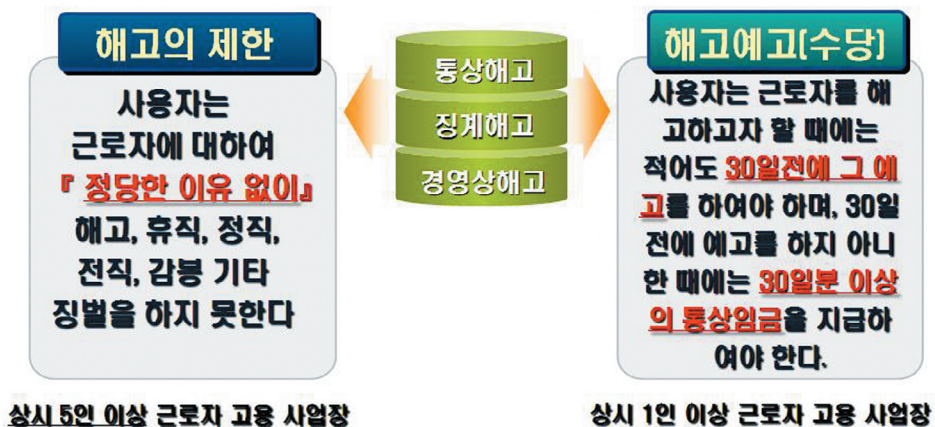 해고의 제한
사용자는
근로자에 대하여
『 정당한 이유 없이』
해고, 휴직, 정직,
전직, 감봉 기타
징벌을 하지 못한다
상시 5인 이상 근로자 고용 사업장
통상해고
징계해고
경영상해고
해고예고[수당]
사용자는 근로자를 해
고하고자 할 때에는
적어도 30일전에 그 예
고를 하여야 하며, 30일
전에 예고를 하지 아니
한 때에는 30일분 이상
의 통상임금을 지급하
여야 한다.
상시 1인 이상 근로자 고용 사업장